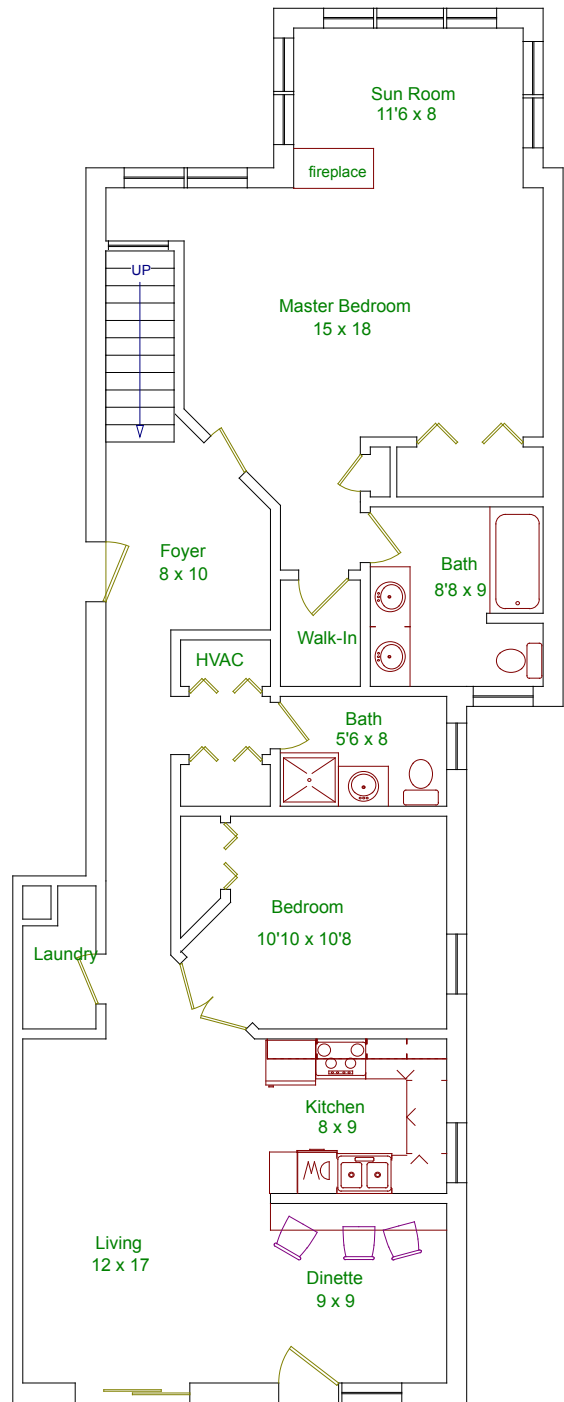 Sun Room
11'6 x 8
fireplace
UP
Master Bedroom
15 x 18
Foyer
8 x 10
Bath
8'8 x 9
Walk-In
HVAC
Bath
5'6 x 8
Bedroom
10'10 x 10'8
Laundry
Kitchen
8 x 9
DW
Living
12 x 17
Dinette
9 x 9